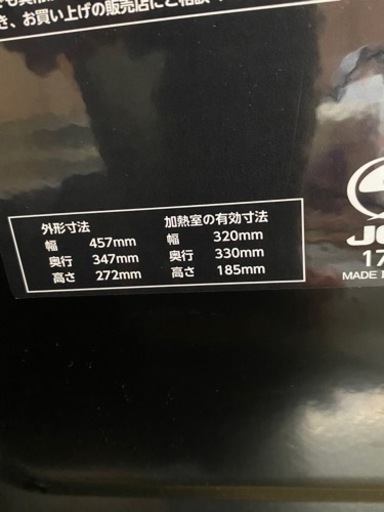 き、お買い上げの販売店にご相談
外形寸法
幅 457mm
奥行 347mm
高さ 272mm
加熱室の有効寸法
幅 320mm
奥行 330mm
高さ 185mm
17
MADE